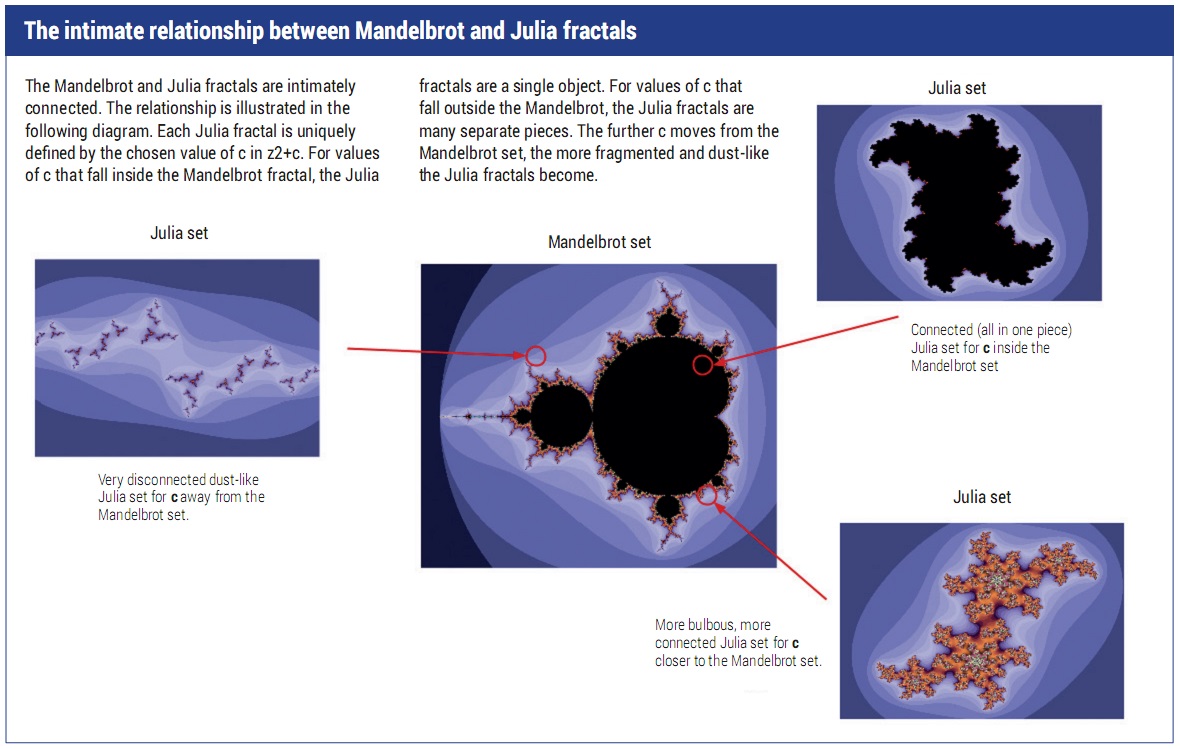 The intimate relationship between Mandelbrot and Julia fractals
The Mandelbrot and Julia fractals are intimately
connected. The relationship is illustrated in the
following diagram. Each Julia fractal is uniquely
defined by the chosen value of c in z2+c. For values
of c that fall inside the Mandelbrot fractal, the Julia
fractals are a single object. For values of c that
fall outside the Mandelbrot, the Julia fractals are
many separate pieces. The further c moves from the
Mandelbrot set, the more fragmented and dust-like
the Julia fractals become.
Julia set
Connected (all in one piece)
Julia set for c inside the
Mandelbrot set
Julia set
Very disconnected dust-like
Julia set for c away from the
Mandelbrot set.
Mandelbrot set
Julia set
More bulbous, more
connected Julia set for c
closer to the Mandelbrot set.